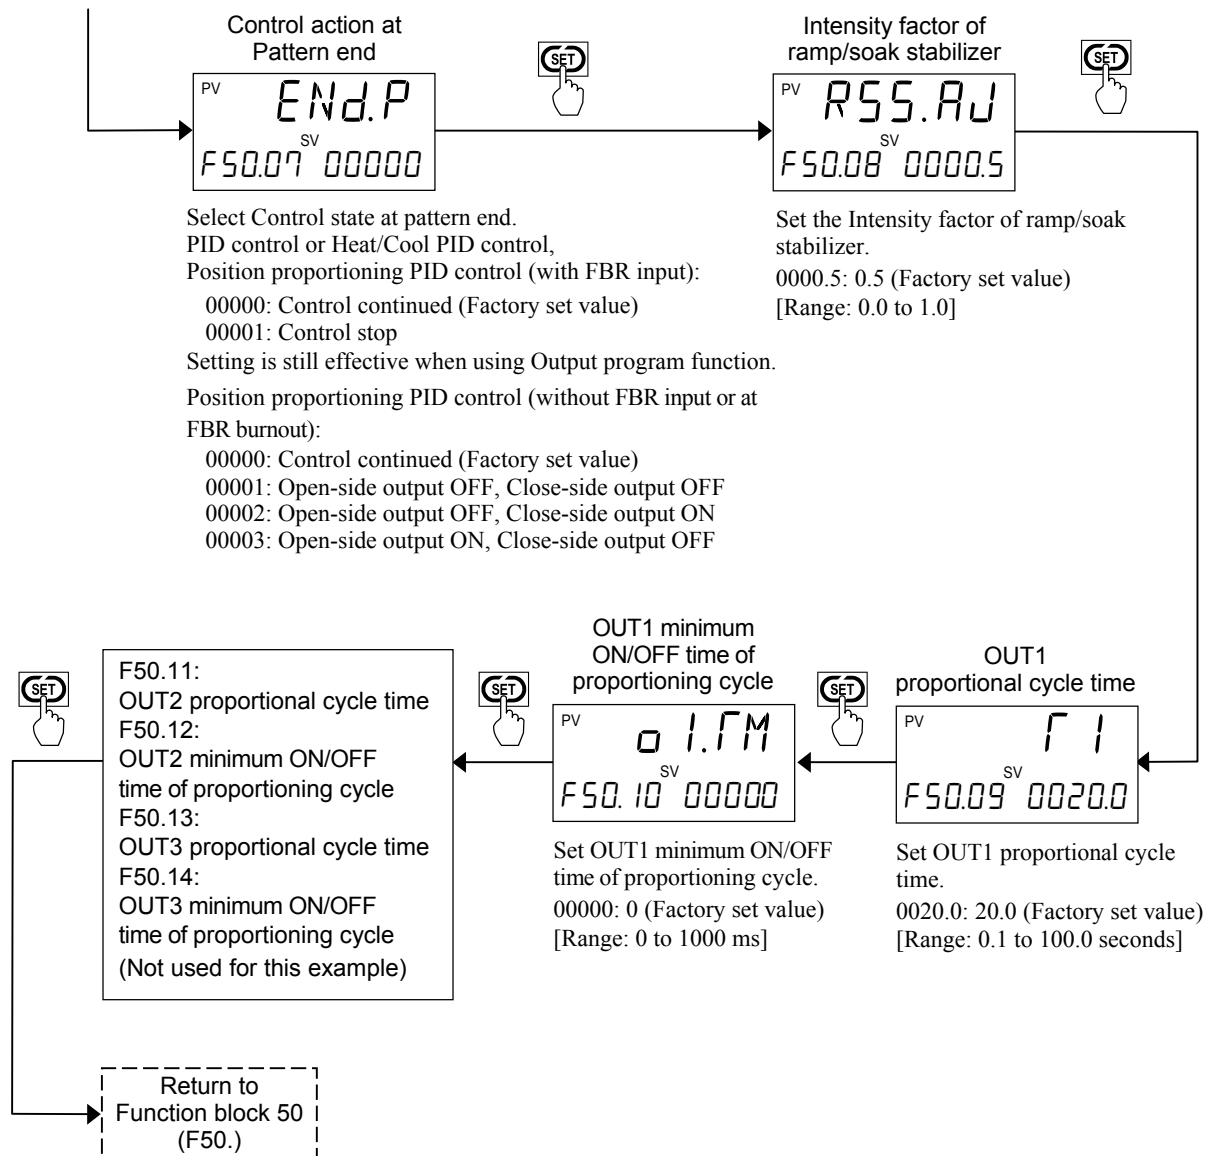 Control action at
Pattern end
SET
PV
ENd.P
SV
F50.07 00000
Select Control state at pattern end.
PID control or Heat/Cool PID control,
Position proportioning PID control (with FBR input):
00000: Control continued (Factory set value)
00001: Control stop
Setting is still effective when using Output program function.
Position proportioning PID control (without FBR input or at
FBR burnout):
00000: Control continued (Factory set value)
00001: Open-side output OFF, Close-side output OFF
00002: Open-side output OFF, Close-side output ON
00003: Open-side output ON, Close-side output OFF
Intensity factor of
ramp/soak stabilizer
SET
PV
RSS.AJ
SV
F50.08 0000.5
Set the Intensity factor of ramp/soak
stabilizer.
0000.5: 0.5 (Factory set value)
[Range: 0.0 to 1.0]
OUT1
proportional cycle time
PV
T1
SV
F50.09 0020.0
Set OUT1 proportional cycle
time.
0020.0: 20.0 (Factory set value)
[Range: 0.1 to 100.0 seconds]
SET
OUT1 minimum
ON/OFF time of
proportioning cycle
PV
o1.TM
SV
F50.10 00000
Set OUT1 minimum ON/OFF
time of proportioning cycle.
00000: 0 (Factory set value)
[Range: 0 to 1000 ms]
SET
F50.11:
OUT2 proportional cycle time
F50.12:
OUT2 minimum ON/OFF
time of proportioning cycle
F50.13:
OUT3 proportional cycle time
F50.14:
OUT3 minimum ON/OFF
time of proportioning cycle
(Not used for this example)
SET
Return to
Function block 50
(F50.)